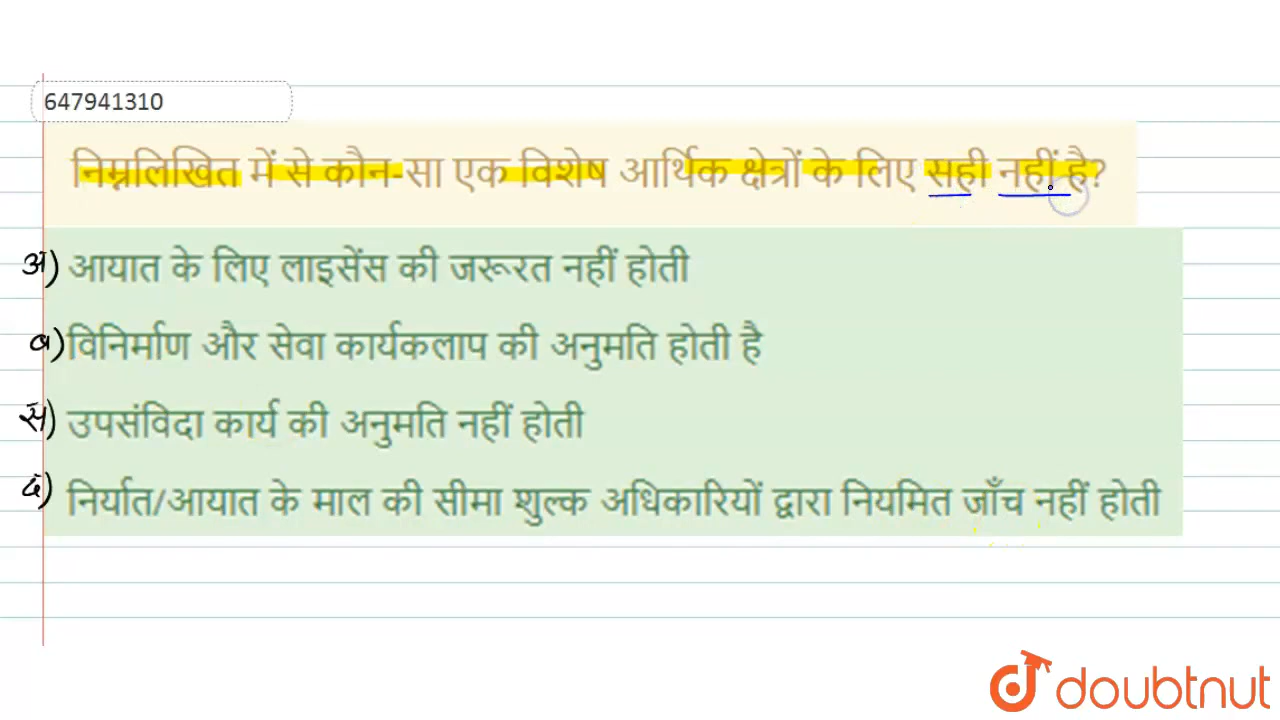 647941310
निम्नलिखित में से कौन-सा एक विशेष आर्थिक क्षेत्रों के लिए सही नहीं है?
अ) आयात के लिए लाइसेंस की जरूरत नहीं होती
ब) विनिर्माण और सेवा कार्यकलाप की अनुमति होती है
स) उपसंविदा कार्य की अनुमति नहीं होती
द) निर्यात/आयात के माल की सीमा शुल्क अधिकारियों द्वारा नियमित जाँच नहीं होती
doubtnut